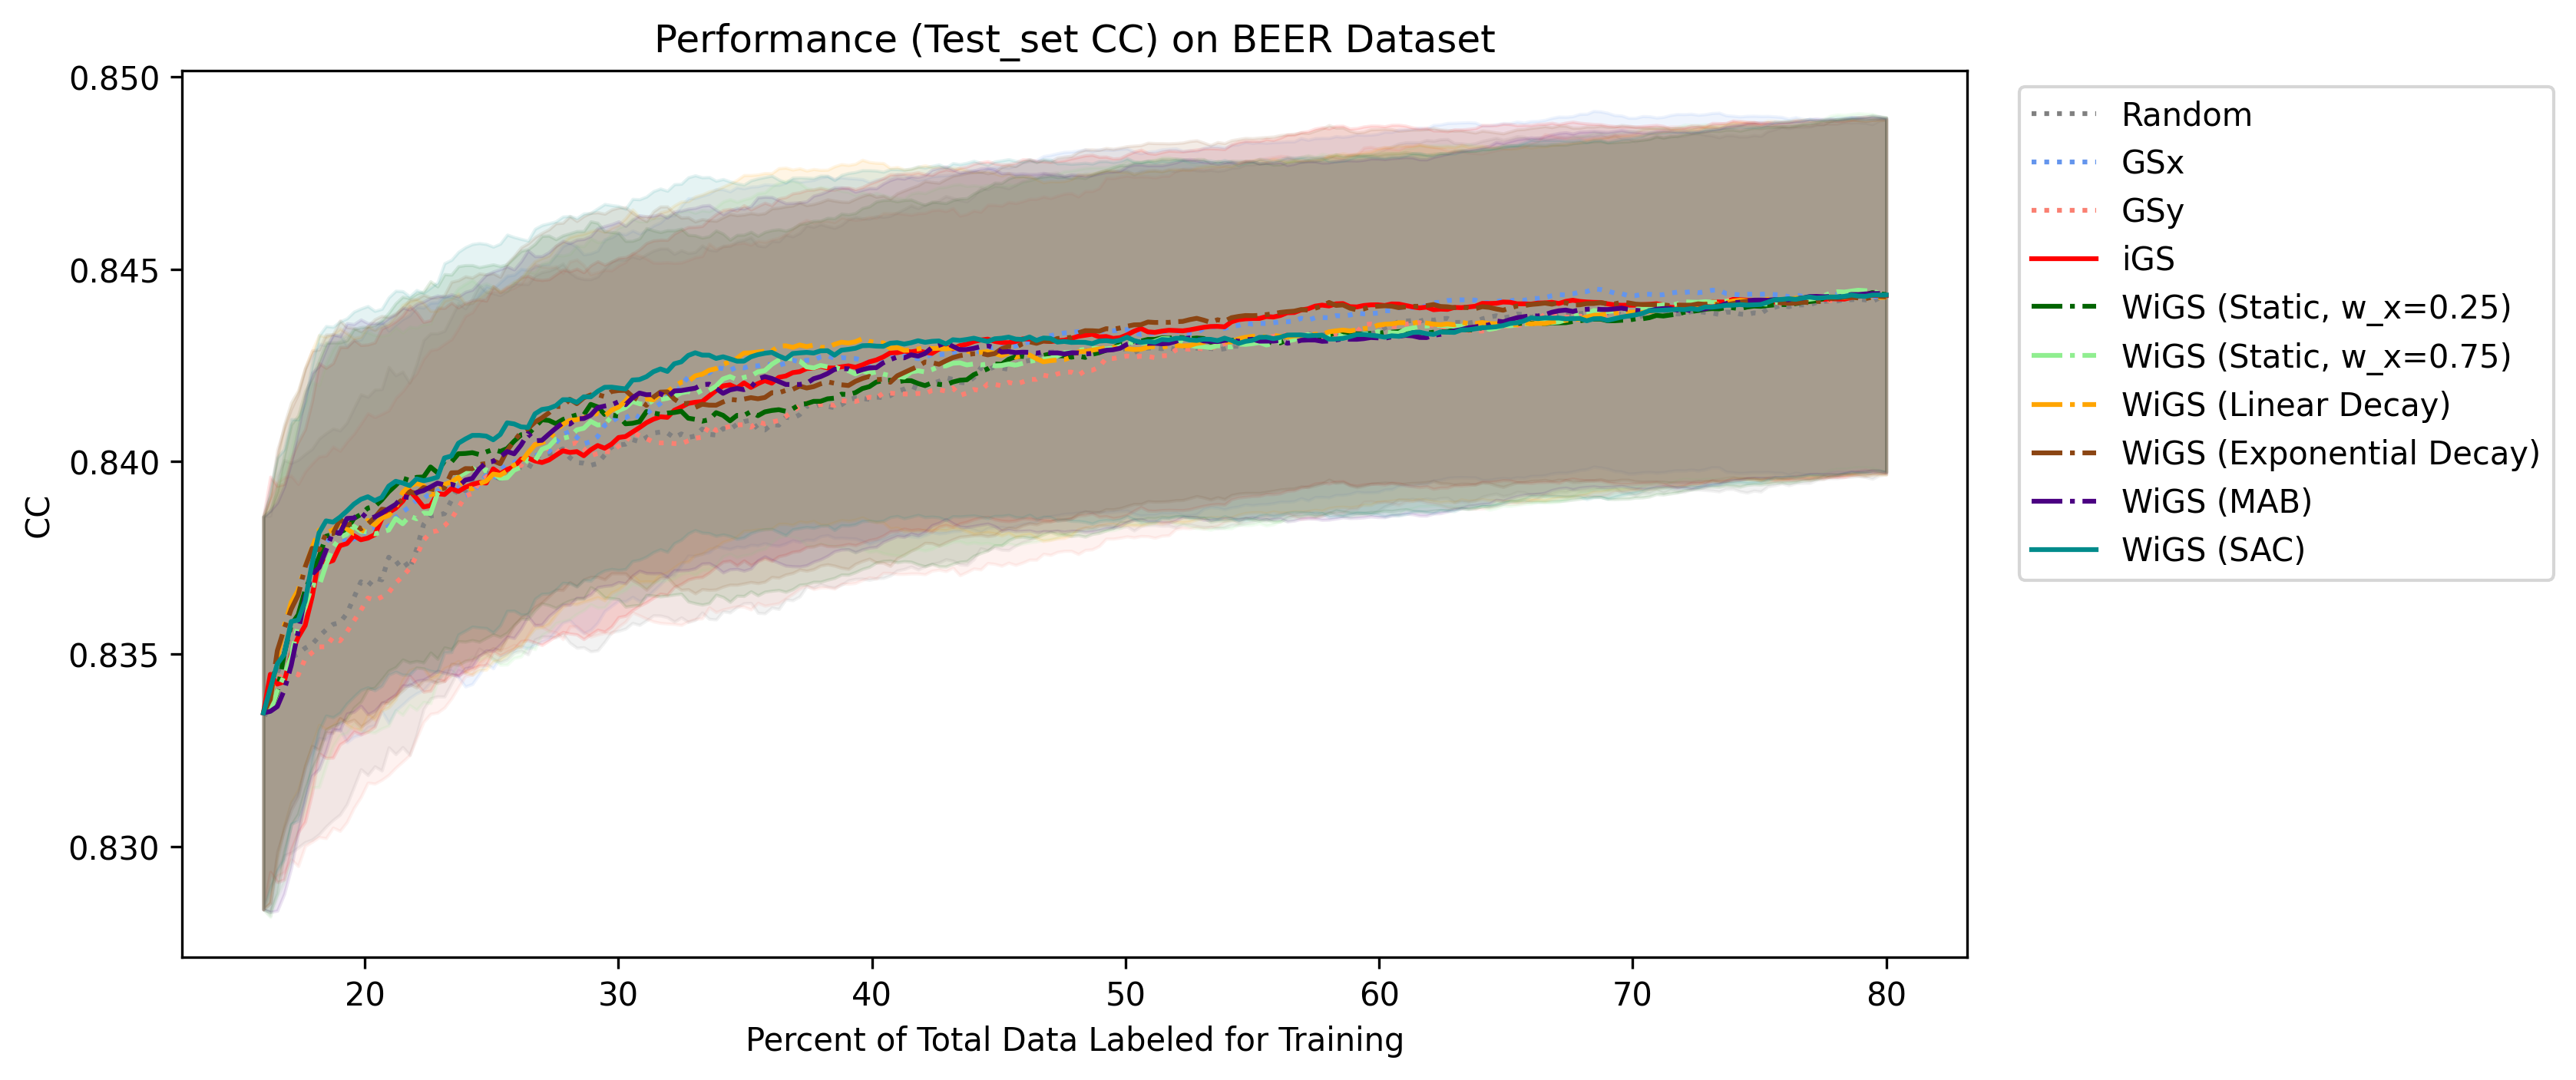 Performance (Test_set CC) on BEER Dataset
0.850
0.845
0.840
0.835
0.830
CC
20 30 40 50 60 70 80
Percent of Total Data Labeled for Training
Random
GSx
GSy
iGS
WiGS (Static, w_x=0.25)
WiGS (Static, w_x=0.75)
WiGS (Linear Decay)
WiGS (Exponential Decay)
WiGS (MAB)
WiGS (SAC)